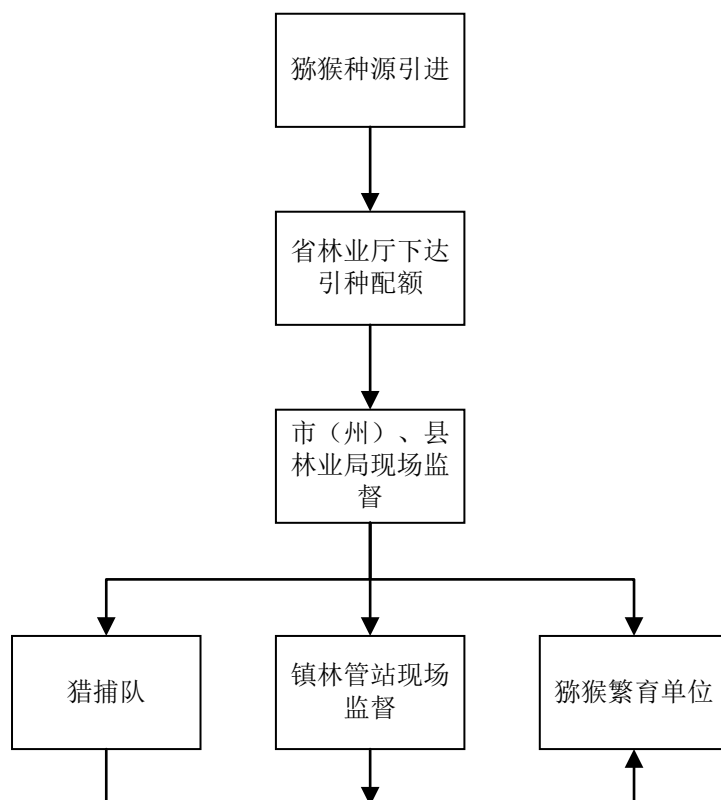 猕猴种源引进
省林业厅下达
引种配额
市（州）、县
林业局现场监
督
猎捕队
镇林管站现场
监督
猕猴繁育单位